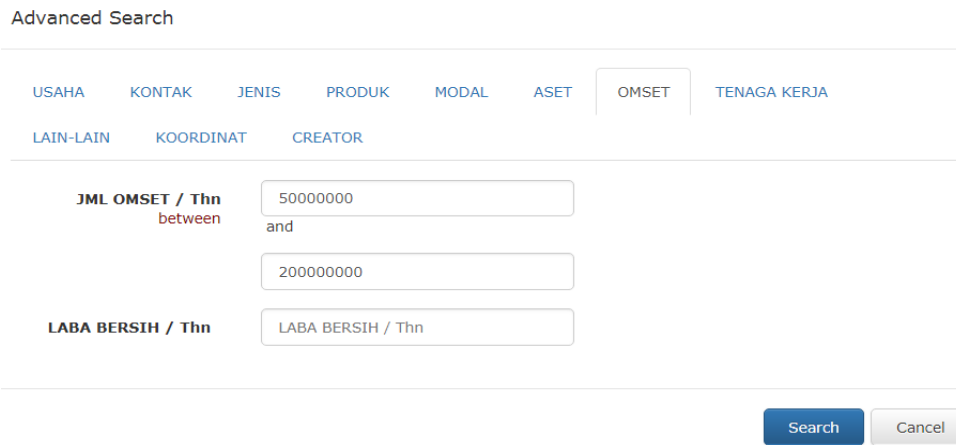 Advanced Search
USAHA KONTAK JENIS PRODUK MODAL ASET OMSET TENAGA KERJA
LAIN-LAIN KOORDINAT CREATOR
JML OMSET / Thn 50000000
between and
200000000
LABA BERSIH / Thn LABA BERSIH / Thn
Search Cancel